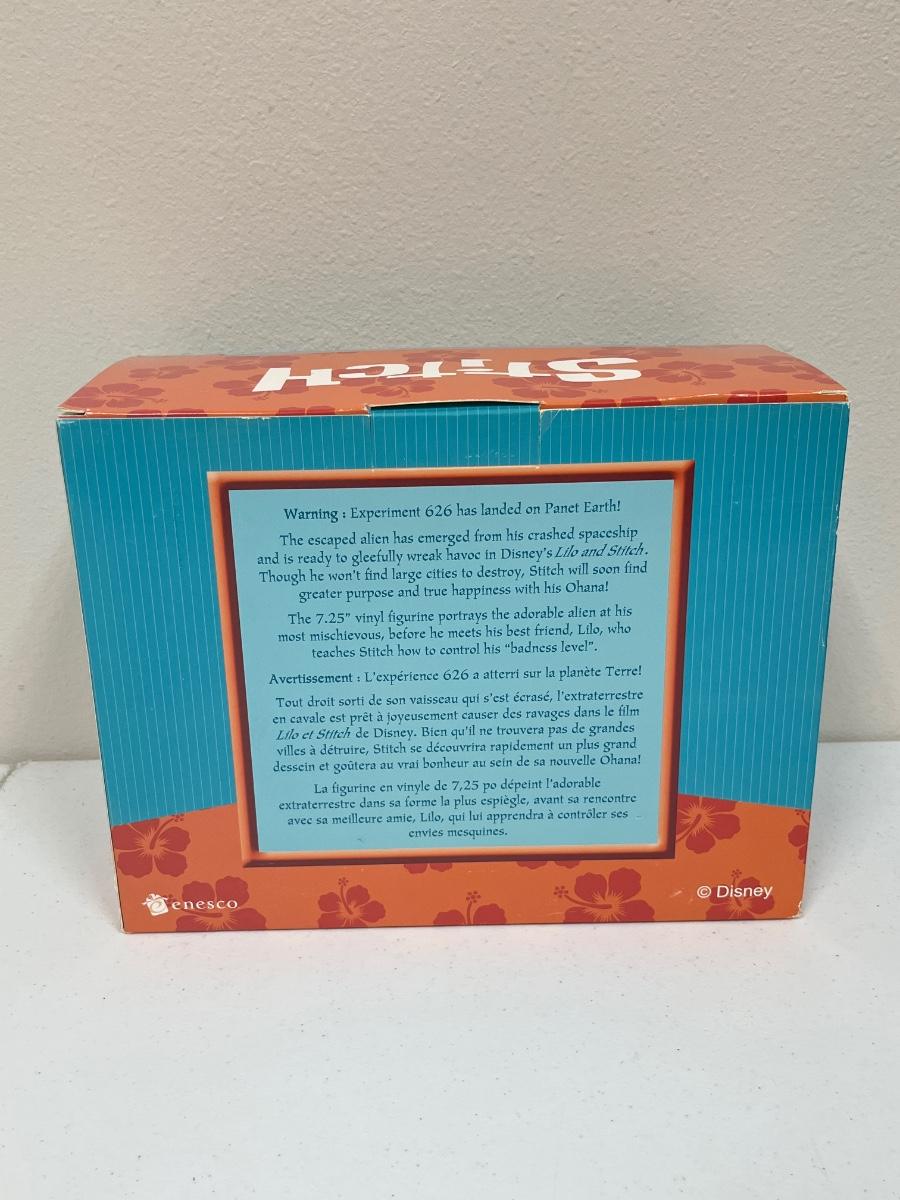 Stitch
Warning : Experiment 626 has landed on Panet Earth!
The escaped alien has emerged from his crashed spaceship
and is ready to gleefully wreak havoc in Disney's Lilo and Stitch.
Though he won't find large cities to destroy, Stitch will soon find
greater purpose and true happiness with his Ohana!
The 7.25" vinyl figurine portrays the adorable alien at his
most mischievous, before he meets his best friend, Lilo, who
teaches Stitch how to control his "badness level".
Avertissement : L'expérience 626 a atterri sur la planète Terre!
Tout droit sorti de son vaisseau qui s'est écrasé, l'extraterrestre
en cavale est prêt à joyeusement causer des ravages dans le film
Lilo et Stitch de Disney. Bien qu'il ne trouvera pas de grandes
villes à détruire, Stitch se découvrira rapidement un plus grand
dessein et goûtera au vrai bonheur au sein de sa nouvelle Ohana!
La figurine en vinyle de 7,25 po dépeint l'adorable
extraterrestre dans sa forme la plus espiègle, avant sa rencontre
avec sa meilleure amie, Lilo, qui lui apprendra à contrôler ses
envies mesquines.
enesco
© Disney